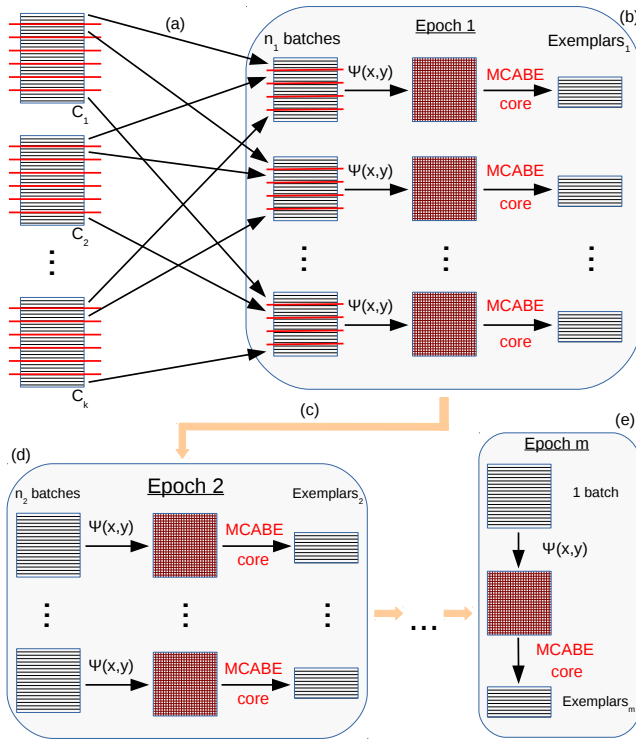 (a)
(b)
n₁ batches
Epoch 1
Exemplars₁
C₁
C₂
⋮
Cₖ
Ψ(x,y)
MCABE
core
Ψ(x,y)
MCABE
core
⋮ ⋮ ⋮
Ψ(x,y)
MCABE
core
(c)
(d)
Epoch 2
n₂ batches
Exemplars₂
Ψ(x,y)
MCABE
core
⋮ ⋮ ⋮
Ψ(x,y)
MCABE
core
...
(e)
Epoch m
1 batch
Ψ(x,y)
MCABE
core
Exemplarsₘ